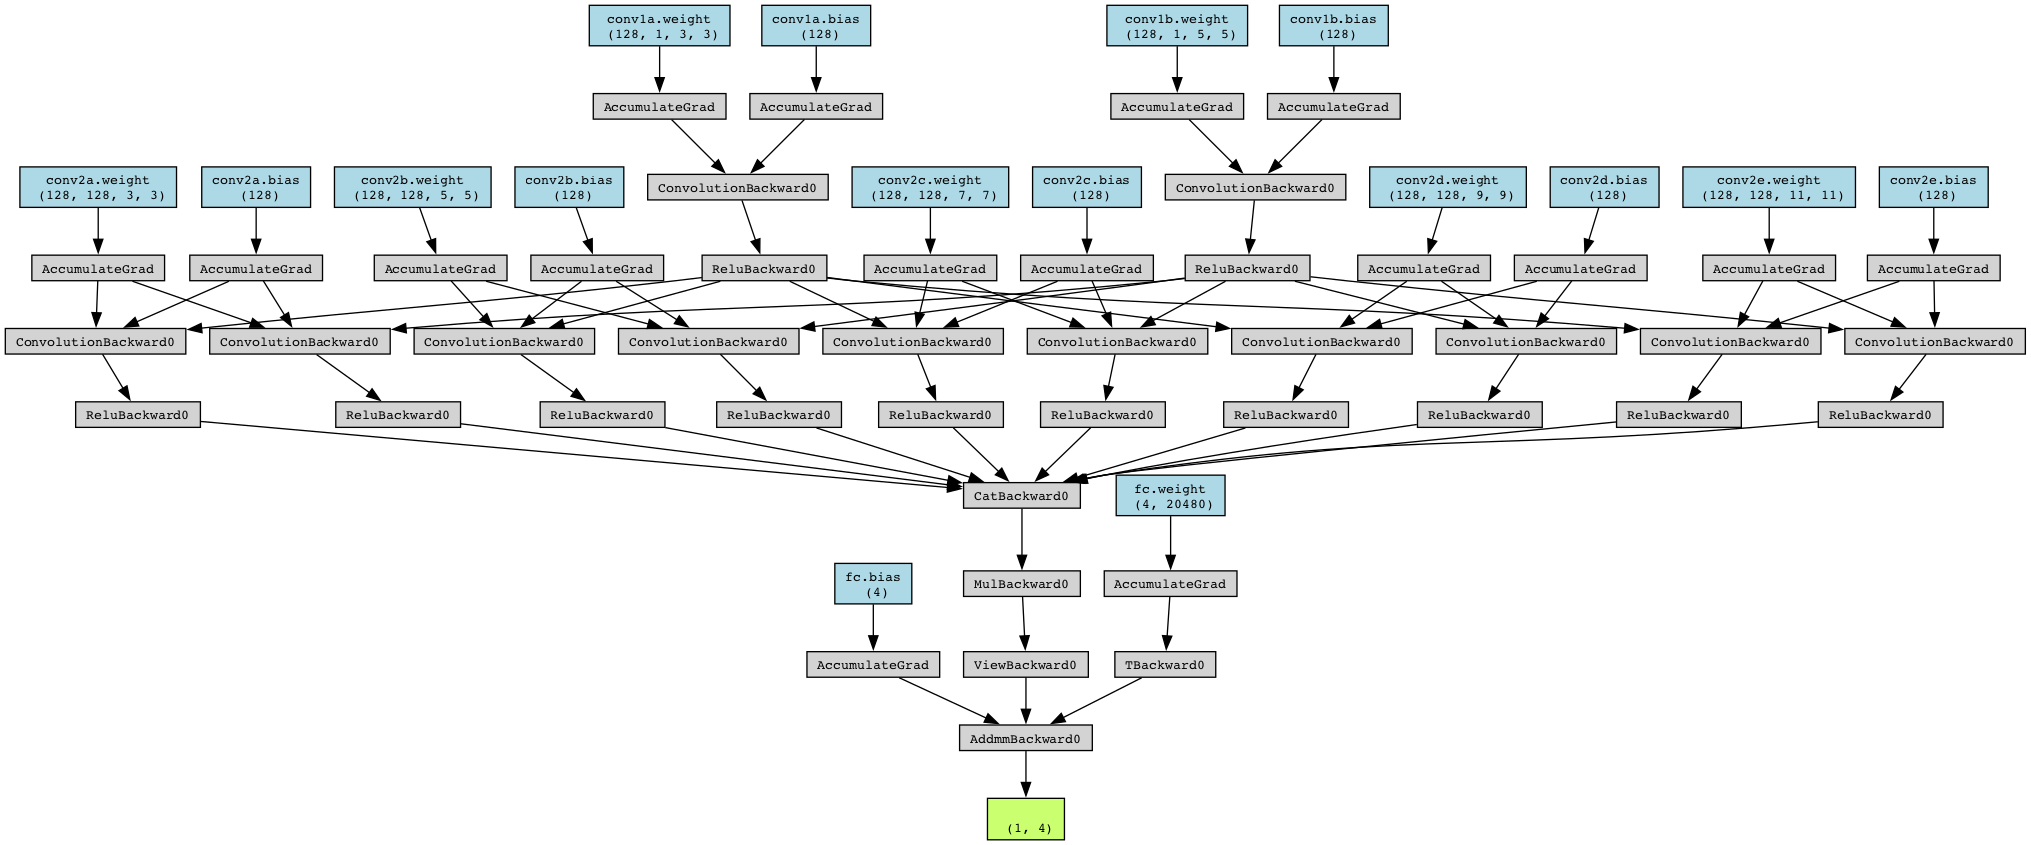 conv1a.weight
(128, 1, 3, 3)
conv1a.bias
(128)
conv1b.weight
(128, 1, 5, 5)
conv1b.bias
(128)
AccumulateGrad
AccumulateGrad
AccumulateGrad
AccumulateGrad
conv2a.weight
(128, 128, 3, 3)
conv2a.bias
(128)
conv2b.weight
(128, 128, 5, 5)
conv2b.bias
(128)
ConvolutionBackward0
conv2c.weight
(128, 128, 7, 7)
conv2c.bias
(128)
ConvolutionBackward0
conv2d.weight
(128, 128, 9, 9)
conv2d.bias
(128)
conv2e.weight
(128, 128, 11, 11)
conv2e.bias
(128)
AccumulateGrad
AccumulateGrad
AccumulateGrad
AccumulateGrad
ReluBackward0
AccumulateGrad
AccumulateGrad
ReluBackward0
AccumulateGrad
AccumulateGrad
AccumulateGrad
AccumulateGrad
ConvolutionBackward0
ConvolutionBackward0
ConvolutionBackward0
ConvolutionBackward0
ConvolutionBackward0
ConvolutionBackward0
ConvolutionBackward0
ConvolutionBackward0
ConvolutionBackward0
ConvolutionBackward0
ReluBackward0
ReluBackward0
ReluBackward0
ReluBackward0
ReluBackward0
ReluBackward0
ReluBackward0
ReluBackward0
ReluBackward0
ReluBackward0
CatBackward0
fc.weight
(4, 20480)
fc.bias
(4)
MulBackward0
AccumulateGrad
AccumulateGrad
ViewBackward0
TBackward0
AddmmBackward0
(1, 4)